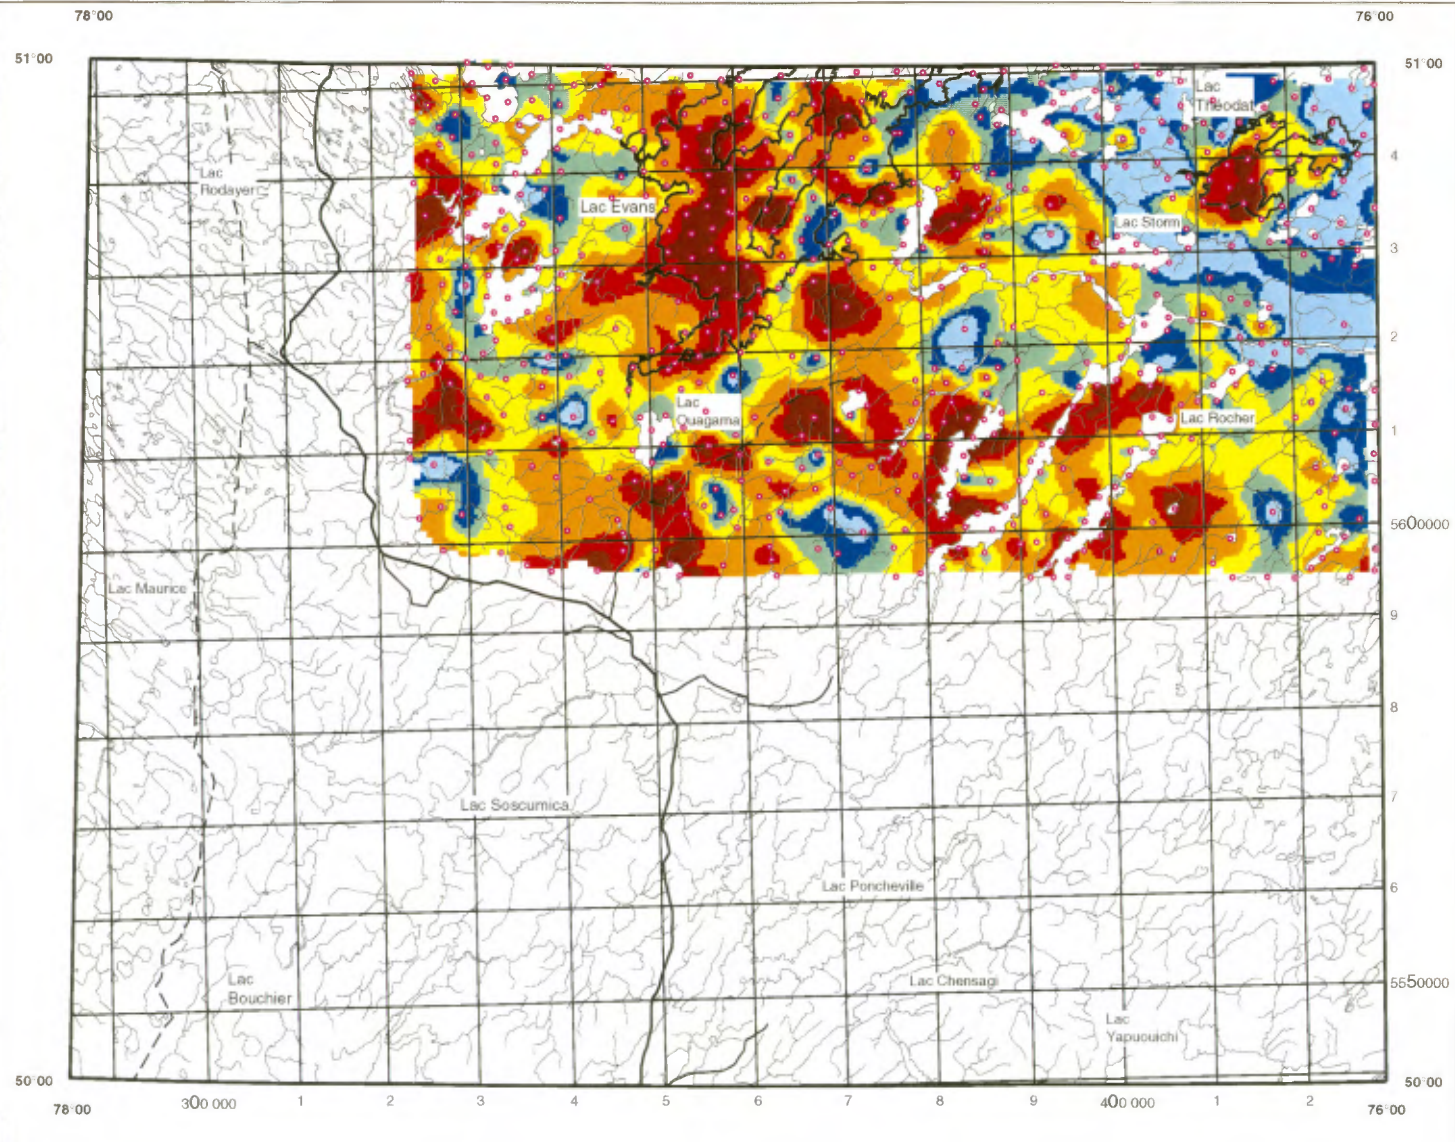 78°00
76°00
51°00
51°00
Lac
Théodat
4
Lac
Rodayer
Lac Evans
Lac Storm
3
2
Lac
Ouagama
Lac Rocher
1
5600000
Lac Maurice
9
8
Lac Soscumica
7
Lac Poncheville
6
Lac
Bouchier
Lac Chensagi
5550000
Lac
Yapuouichi
50°00
50°00
78°00
300 000
1
2
3
4
5
6
7
8
9
400 000
1
2
76°00